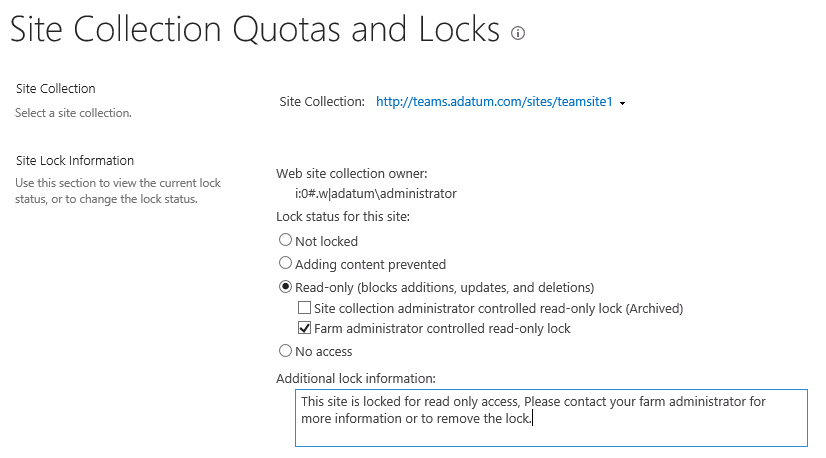 Site Collection Quotas and Locks
Site Collection
Select a site collection.
Site Collection: http://teams.adatum.com/sites/teamsite1
Site Lock Information
Use this section to view the current lock
status, or to change the lock status.
Web site collection owner:
i:0#.w|adatum\administrator
Lock status for this site:
Not locked
Adding content prevented
Read-only (blocks additions, updates, and deletions)
Site collection administrator controlled read-only lock (Archived)
Farm administrator controlled read-only lock
No access
Additional lock information:
This site is locked for read only access, Please contact your farm administrator for
more information or to remove the lock.